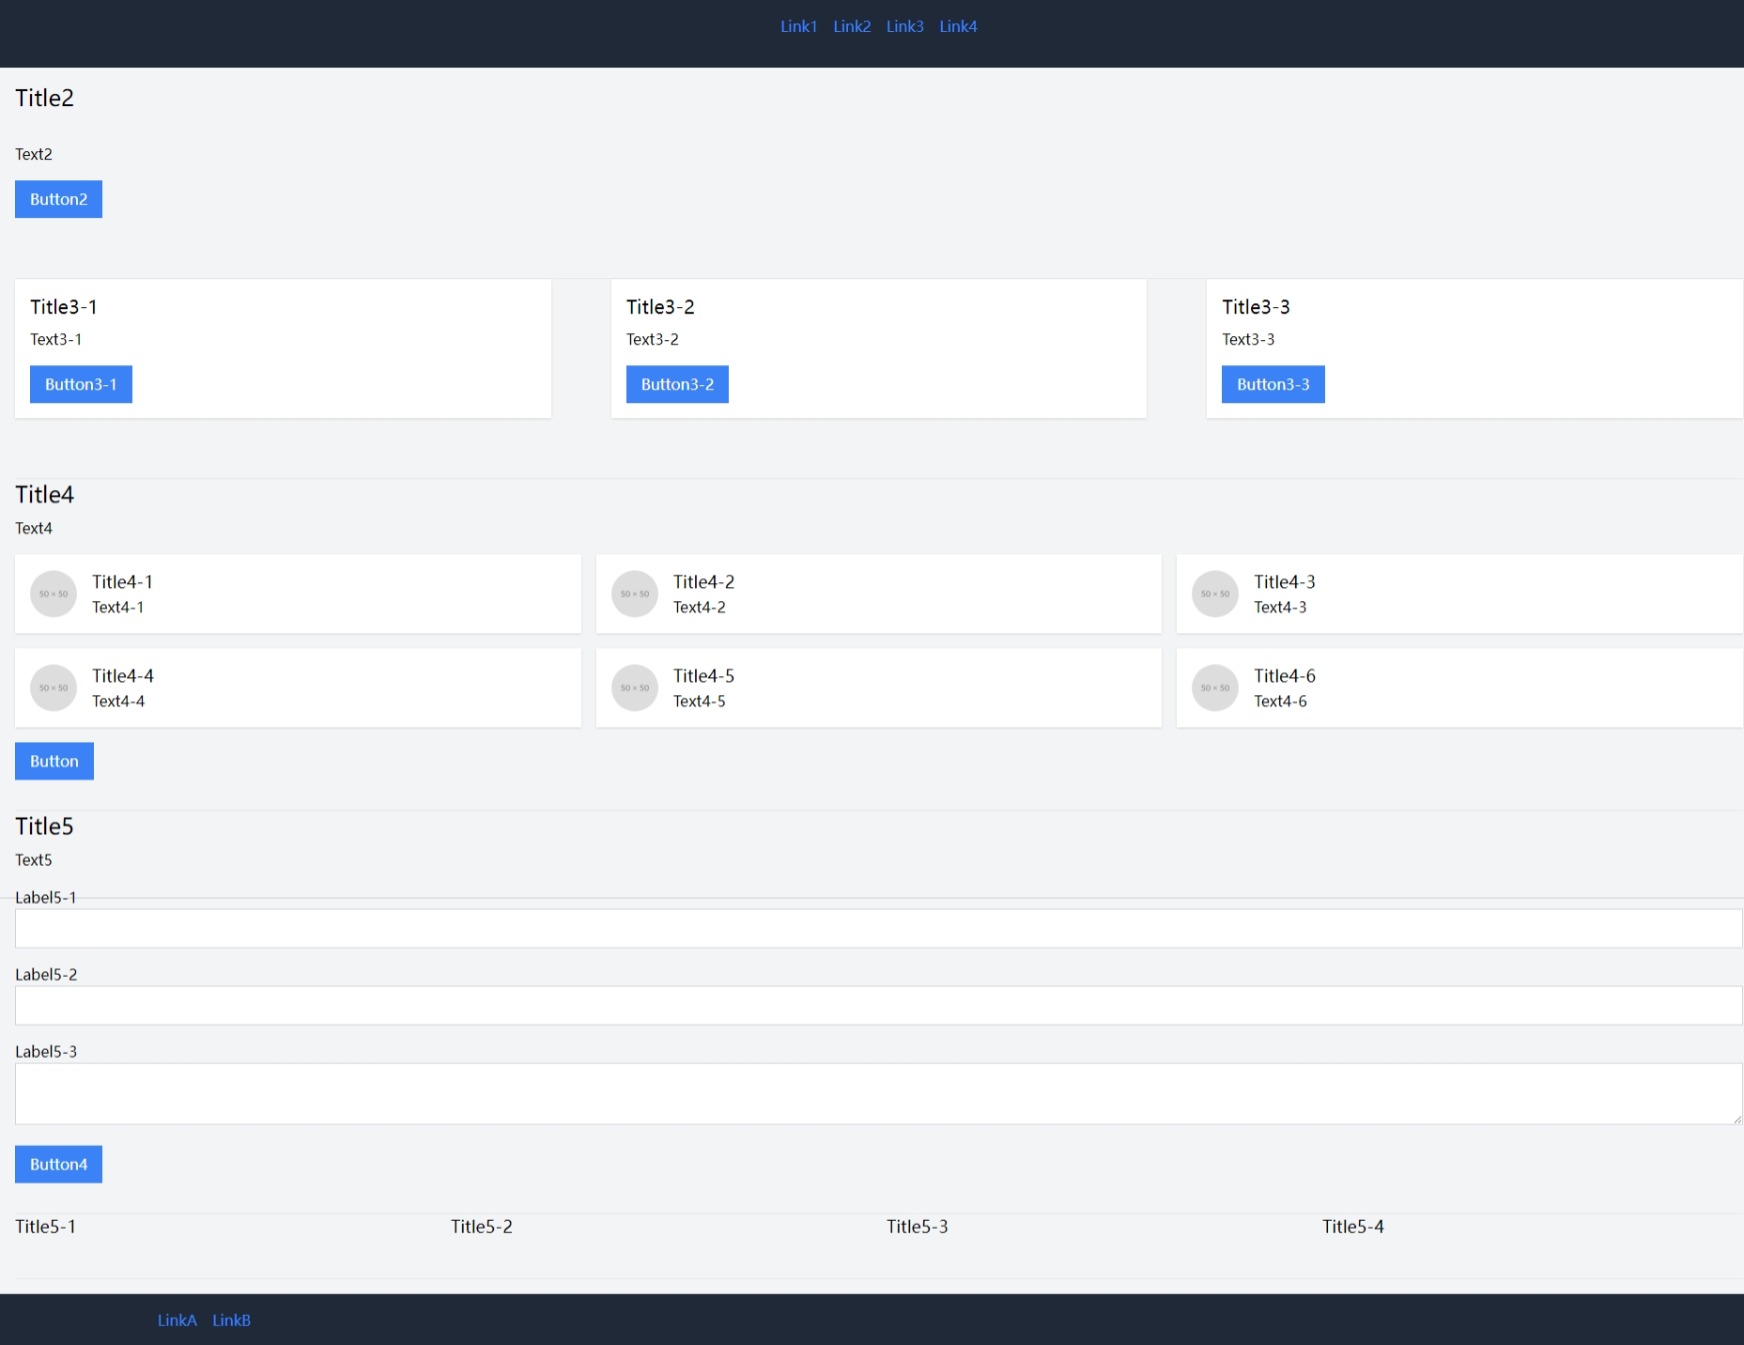 Link1 Link2 Link3 Link4
Title2
Text2
Button2
Title3-1 Title3-2 Title3-3
Text3-1 Text3-2 Text3-3
Button3-1 Button3-2 Button3-3
Title4
Text4
50 × 50 Title4-1 50 × 50 Title4-2 50 × 50 Title4-3
Text4-1 Text4-2 Text4-3
50 × 50 Title4-4 50 × 50 Title4-5 50 × 50 Title4-6
Text4-4 Text4-5 Text4-6
Button
Title5
Text5
Label5-1
Label5-2
Label5-3
Button4
Title5-1 Title5-2 Title5-3 Title5-4
LinkA LinkB